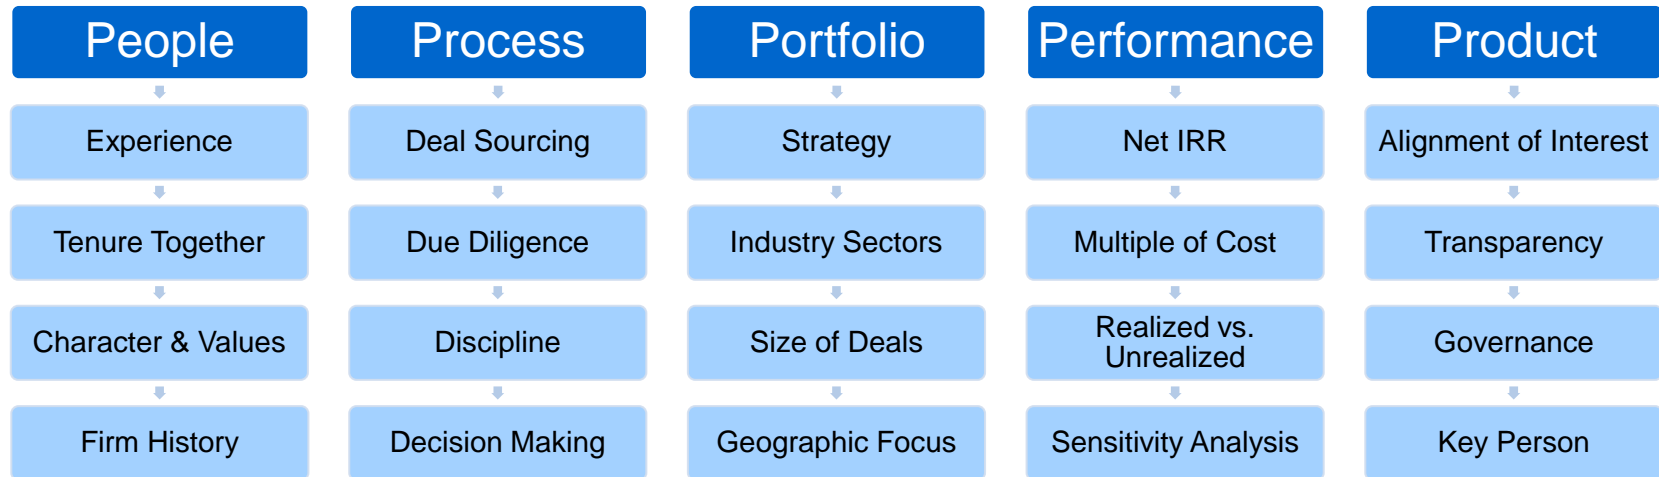 People
Experience
Tenure Together
Character & Values
Firm History
Process
Deal Sourcing
Due Diligence
Discipline
Decision Making
Portfolio
Strategy
Industry Sectors
Size of Deals
Geographic Focus
Performance
Net IRR
Multiple of Cost
Realized vs.
Unrealized
Sensitivity Analysis
Product
Alignment of Interest
Transparency
Governance
Key Person